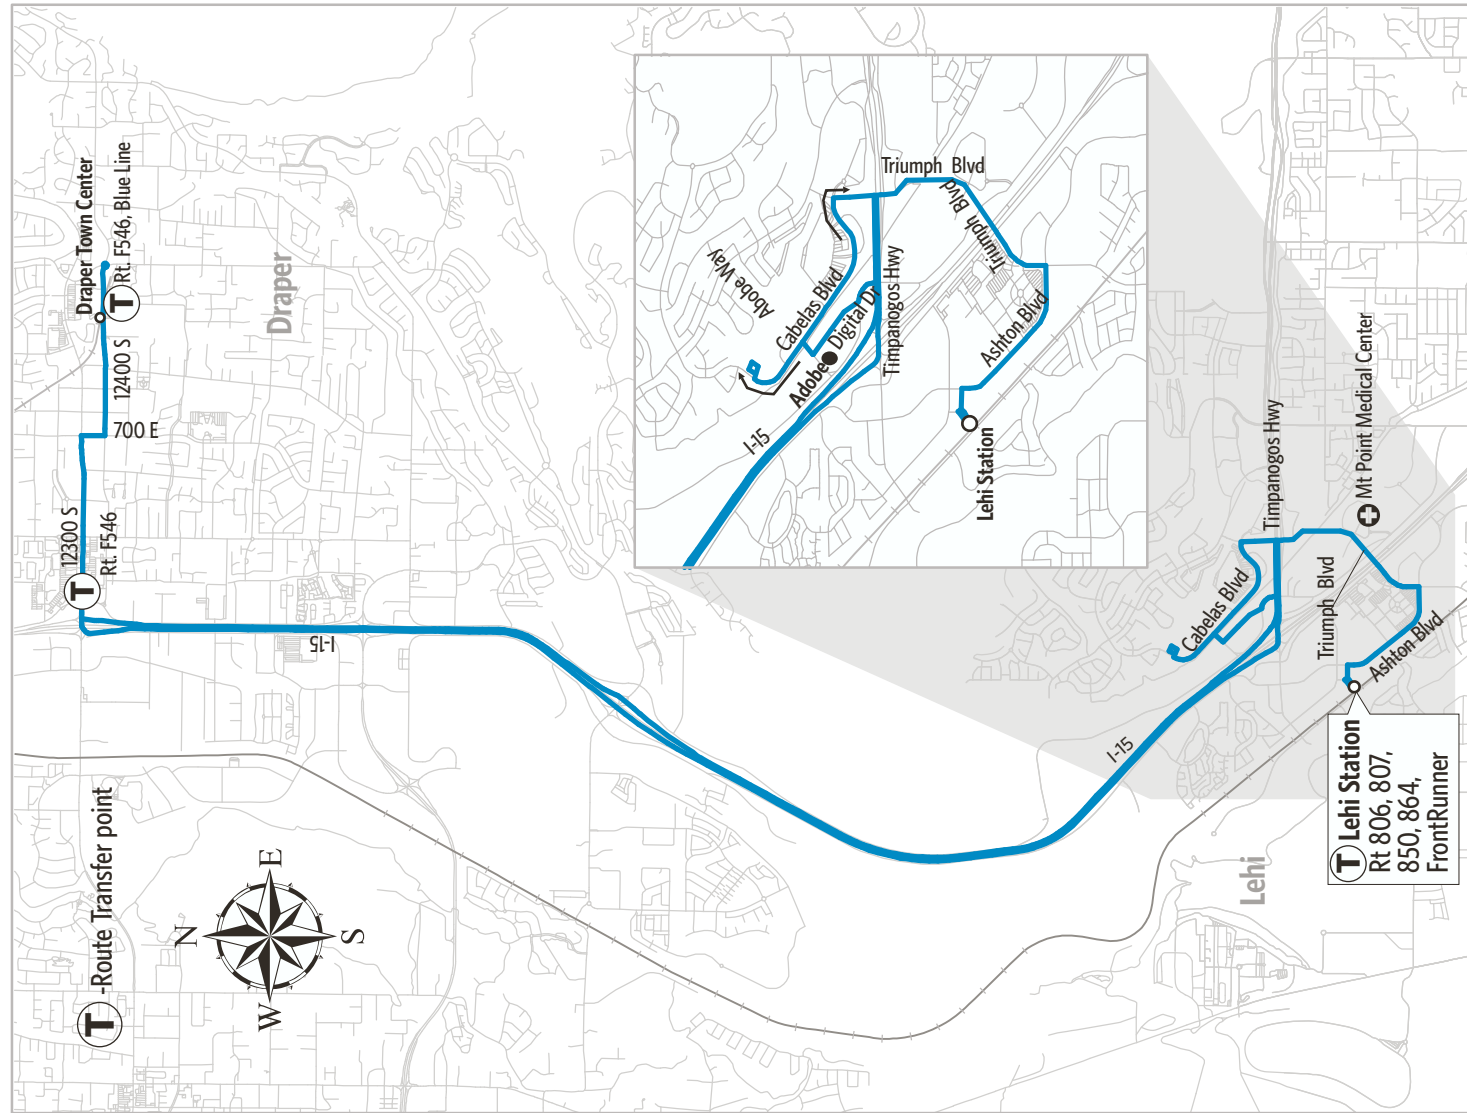 Draper Town Center
T
Rt. F546, Blue Line
12400 S
700 E
12300 S
T
Rt. F546
Draper
I-15
T
-Route Transfer point
N
E
S
W
Triumph Blvd
Triumph Blvd
Abobe Way
Cabelas Blvd
Digital Dr
Timpanogos Hwy
Adobe
I-15
Ashton Blvd
Lehi Station
Timpanogos Hwy
Mt Point Medical Center
Cabelas Blvd
Triumph Blvd
Ashton Blvd
I-15
Lehi
T Lehi Station
Rt 806, 807,
850, 864,
FrontRunner